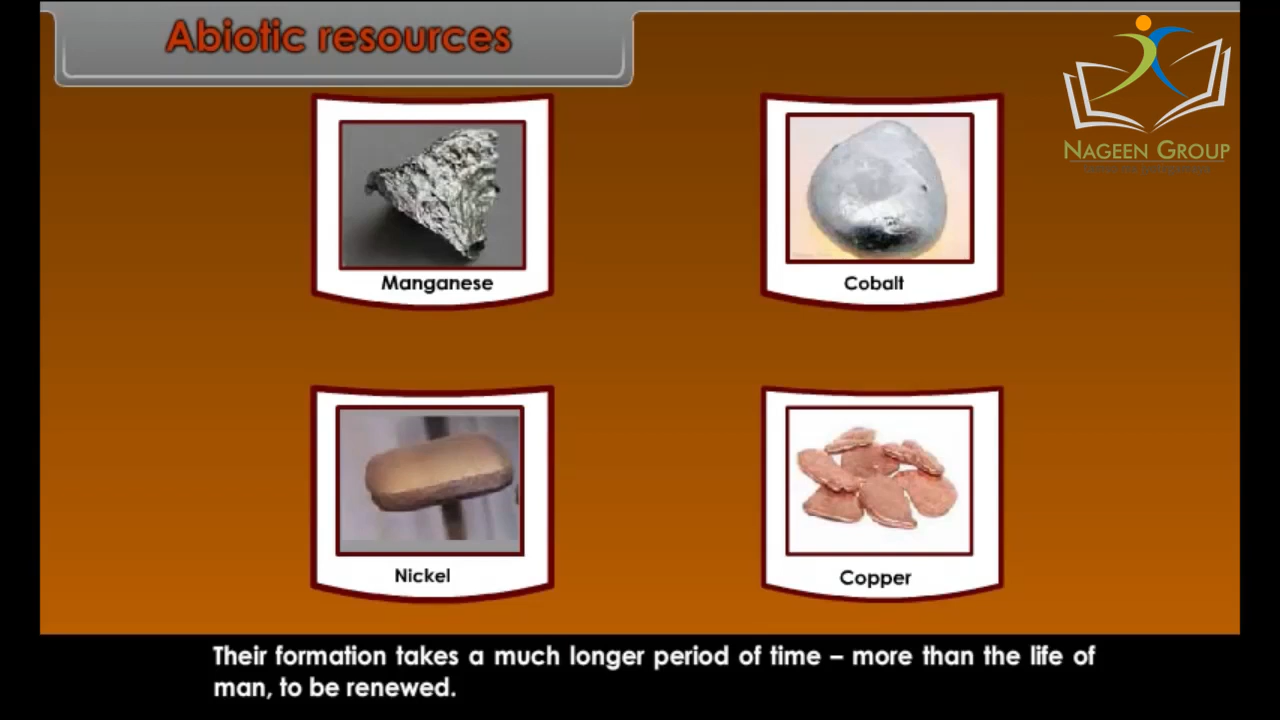 Abiotic resources
NAGEEN GROUP
Manganese
Cobalt
Nickel
Copper
Their formation takes a much longer period of time – more than the life of
man, to be renewed.